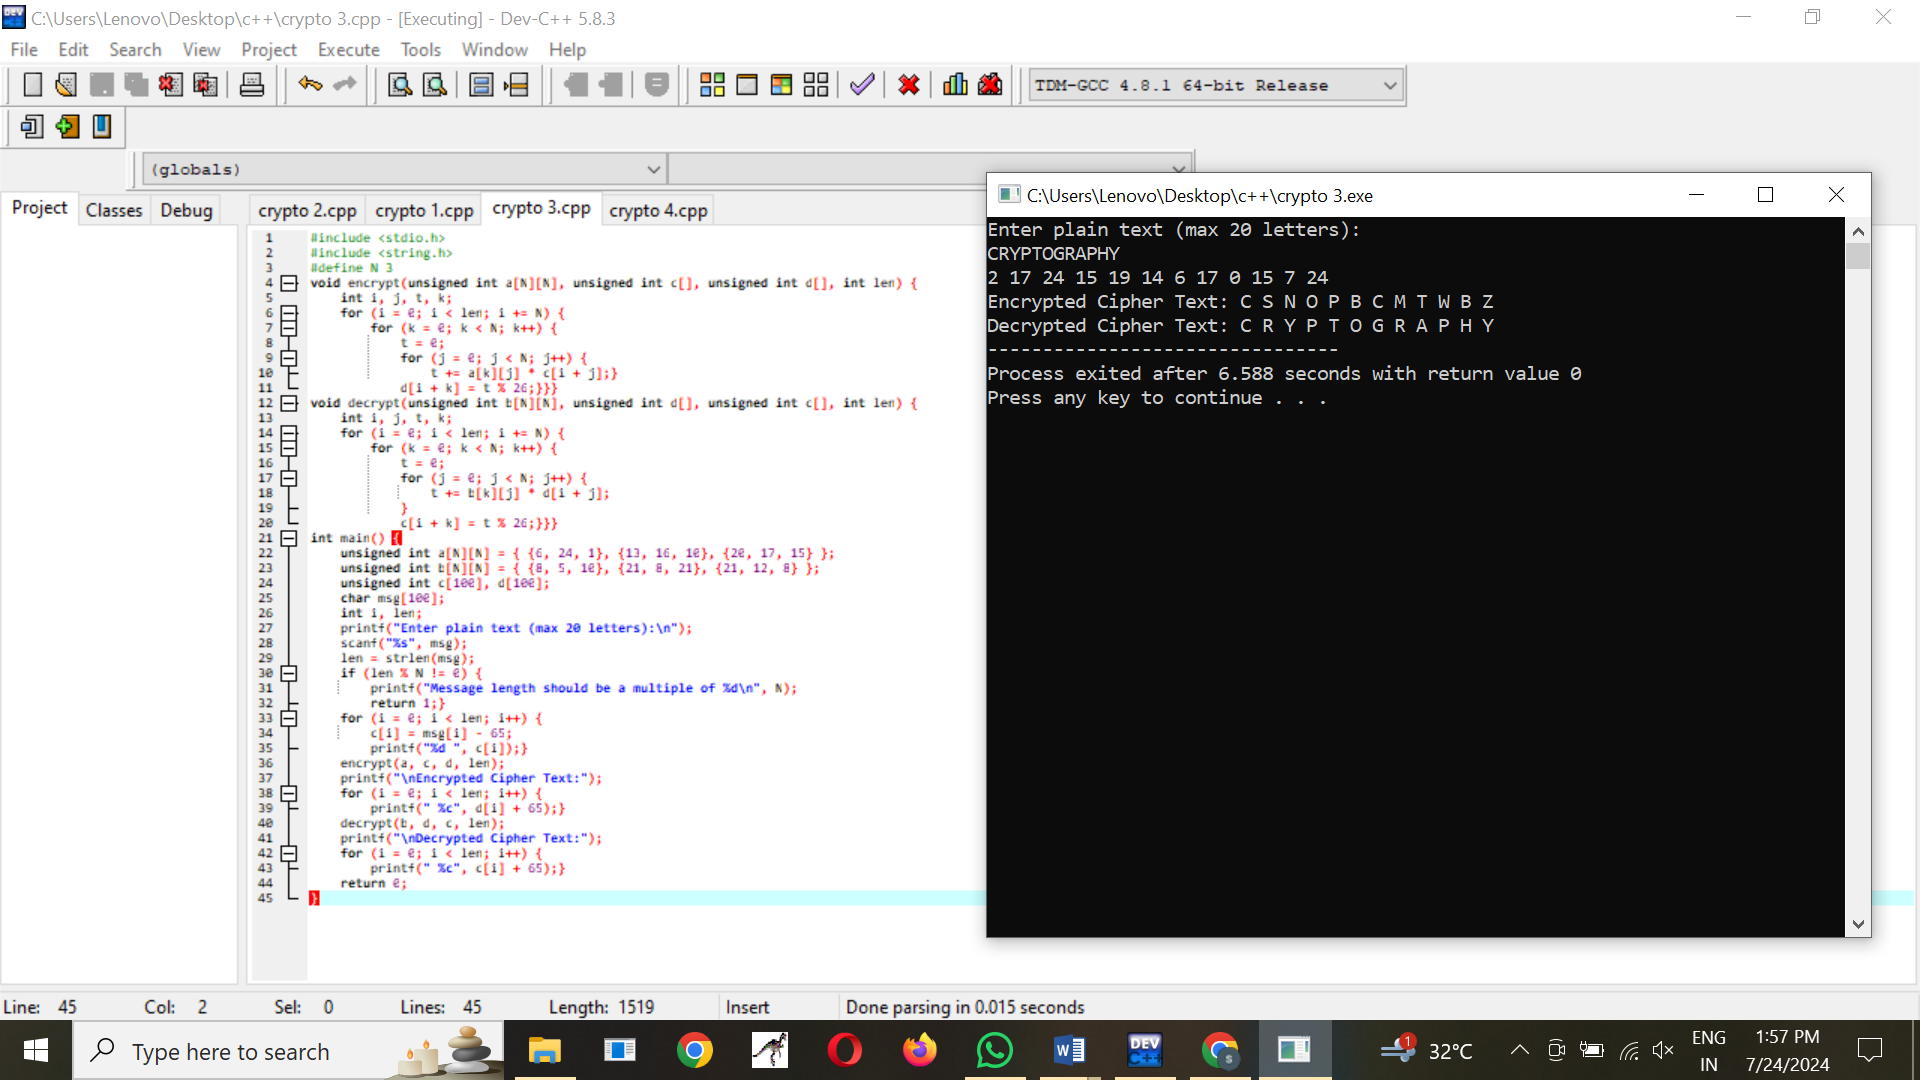 C:\Users\Lenovo\Desktop\c++\crypto 3.cpp - [Executing] - Dev-C++ 5.8.3
File Edit Search View Project Execute Tools Window Help
TDM-GCC 4.8.1 64-bit Release
(globals)
Project Classes Debug
crypto 2.cpp crypto 1.cpp crypto 3.cpp crypto 4.cpp
1 #include <stdio.h>
2 #include <string.h>
3 #define N 3
4 void encrypt(unsigned int a[N][N], unsigned int c[], unsigned int d[], int len) {
5 int i, j, t, k;
6 for (i = 0; i < len; i += N) {
7 for (k = 0; k < N; k++) {
8 t = 0;
9 for (j = 0; j < N; j++) {
10 t += a[k][j] * c[i + j];}
11 d[i + k] = t % 26;}}}
12 void decrypt(unsigned int b[N][N], unsigned int d[], unsigned int c[], int len) {
13 int i, j, t, k;
14 for (i = 0; i < len; i += N) {
15 for (k = 0; k < N; k++) {
16 t = 0;
17 for (j = 0; j < N; j++) {
18 t += b[k][j] * d[i + j];
19 }
20 c[i + k] = t % 26;}}}
21 int main() {
22 unsigned int a[N][N] = { {6, 24, 1}, {13, 16, 10}, {20, 17, 15} };
23 unsigned int b[N][N] = { {8, 5, 10}, {21, 8, 21}, {21, 12, 8} };
24 unsigned int c[100], d[100];
25 char msg[100];
26 int i, len;
27 printf("Enter plain text (max 20 letters):\n");
28 scanf("%s", msg);
29 len = strlen(msg);
30 if (len % N != 0) {
31 printf("Message length should be a multiple of %d\n", N);
32 return 1;}
33 for (i = 0; i < len; i++) {
34 c[i] = msg[i] - 65;
35 printf("%d ", c[i]);}
36 encrypt(a, c, d, len);
37 printf("\nEncrypted Cipher Text:");
38 for (i = 0; i < len; i++) {
39 printf(" %c", d[i] + 65);}
40 decrypt(b, d, c, len);
41 printf("\nDecrypted Cipher Text:");
42 for (i = 0; i < len; i++) {
43 printf(" %c", c[i] + 65);}
44 return 0;
45 }
C:\Users\Lenovo\Desktop\c++\crypto 3.exe
Enter plain text (max 20 letters):
CRYPTOGRAPHY
2 17 24 15 19 14 6 17 0 15 7 24
Encrypted Cipher Text: C S N O P B C M T W B Z
Decrypted Cipher Text: C R Y P T O G R A P H Y
--------------------------------
Process exited after 6.588 seconds with return value 0
Press any key to continue . . .
Line: 45 Col: 2 Sel: 0 Lines: 45 Length: 1519 Insert Done parsing in 0.015 seconds
Type here to search
DEV
C++
1
32°C
ENG
IN
1:57 PM
7/24/2024